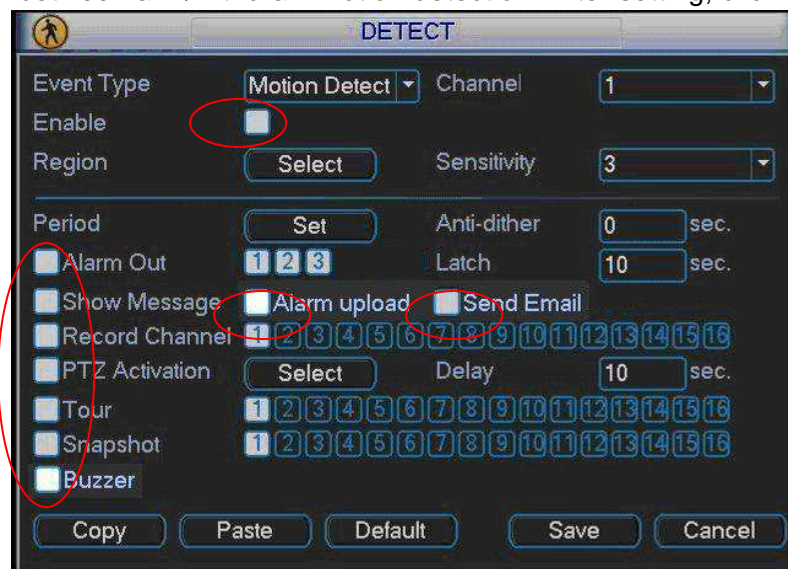 DETECT
Event Type Motion Detect Channel 1
Enable
Region Select Sensitivity 3
Period Set Anti-dither 0 sec.
Alarm Out 1 2 3 Latch 10 sec.
Show Message Alarm upload Send Email
Record Channel 1 2 3 4 5 6 7 8 9 10 11 12 13 14 15 16
PTZ Activation Select Delay 10 sec.
Tour 1 2 3 4 5 6 7 8 9 10 11 12 13 14 15 16
Snapshot 1 2 3 4 5 6 7 8 9 10 11 12 13 14 15 16
Buzzer
Copy Paste Default Save Cancel